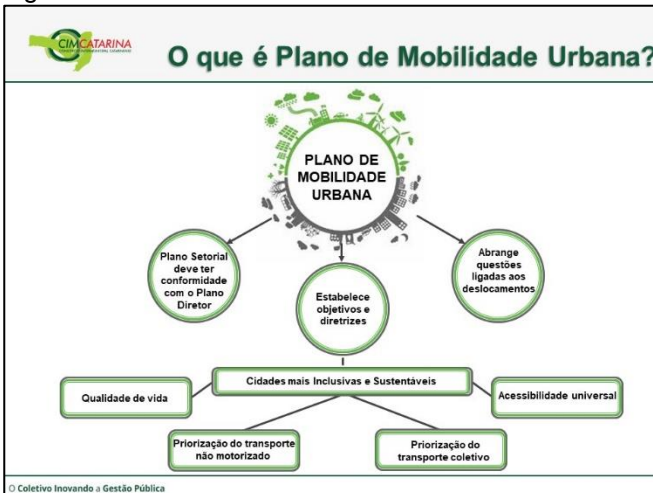 CIMCATARINA
O que é Plano de Mobilidade Urbana?
PLANO DE
MOBILIDADE
URBANA
Plano Setorial
deve ter
conformidade
com o Plano
Diretor
Estabelece
objetivos e
diretrizes
Abrange
questões
ligadas aos
deslocamentos
Cidades mais Inclusivas e Sustentáveis
Qualidade de vida
Acessibilidade universal
Priorização do transporte
não motorizado
Priorização do
transporte coletivo
O Coletivo Inovando a Gestão Pública